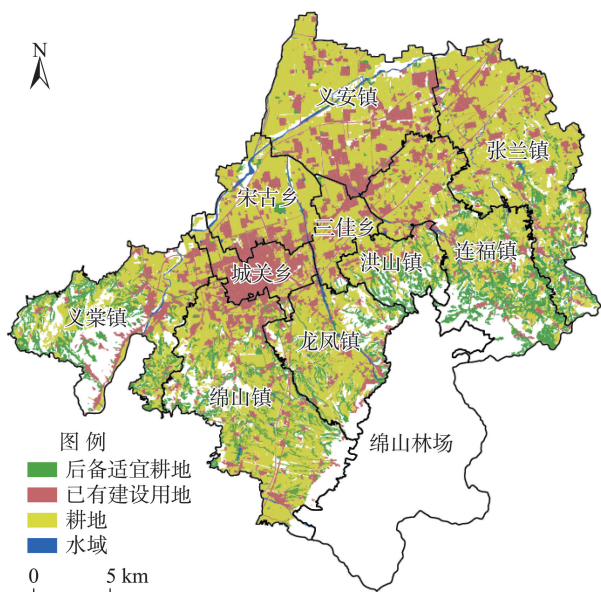 N
义安镇
张兰镇
宋古乡
三佳乡
城关乡
洪山镇
连福镇
义棠镇
龙凤镇
绵山镇
绵山林场
图 例
后备适宜耕地
已有建设用地
耕地
水域
0 5 km